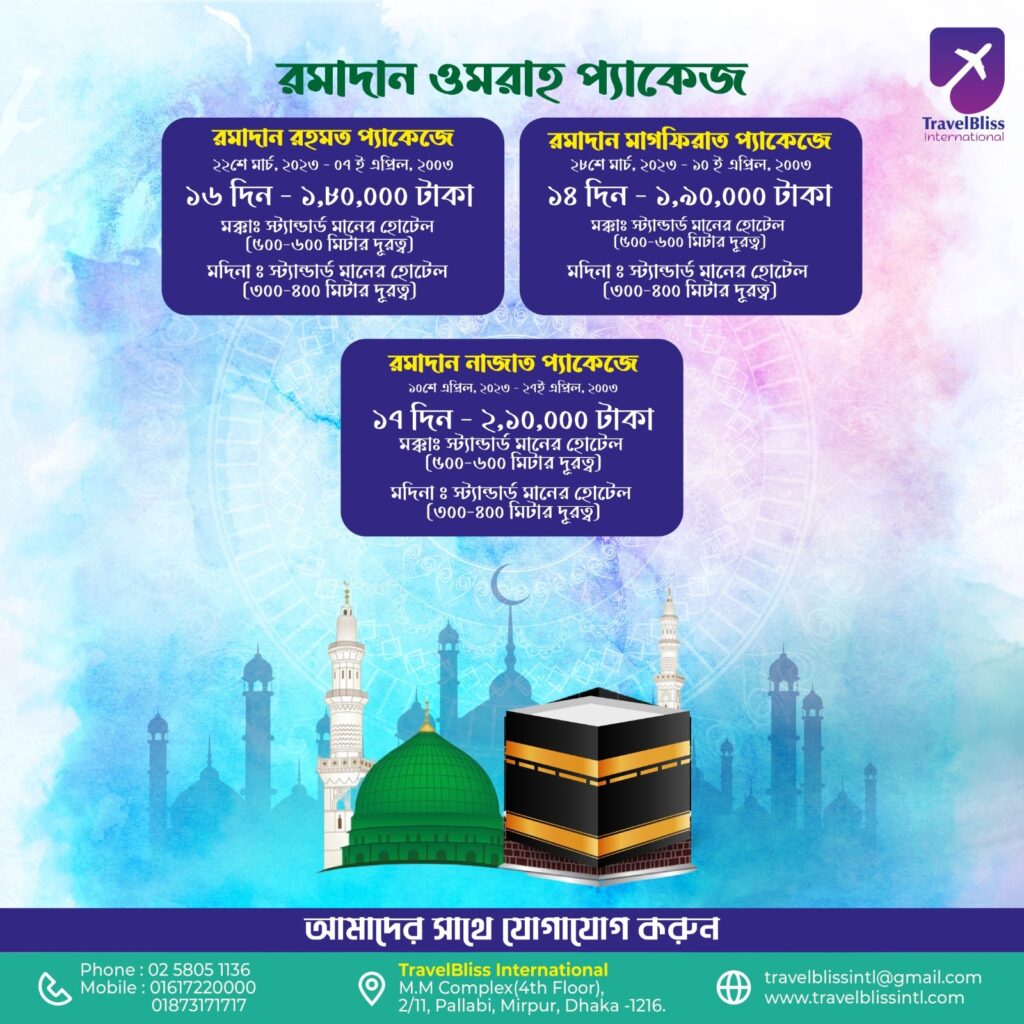 রমাদান ওমরাহ প্যাকেজ
TravelBliss
International
রমাদান রহমত প্যাকেজে
২২শে মার্চ, ২০২৩ - ০৭ ই এপ্রিল, ২০০৩
১৬ দিন - ১,৮০,০০০ টাকা
মক্কাঃ স্ট্যান্ডার্ড মানের হোটেল
(৫০০-৬০০ মিটার দূরত্ব)
মদিনা ঃ স্ট্যান্ডার্ড মানের হোটেল
(৩০০-৪০০ মিটার দূরত্ব)
রমাদান মাগফিরাত প্যাকেজে
২৮শে মার্চ, ২০২৩ - ১০ ই এপ্রিল, ২০০৩
১৪ দিন - ১,৯০,০০০ টাকা
মক্কাঃ স্ট্যান্ডার্ড মানের হোটেল
(৫০০-৬০০ মিটার দূরত্ব)
মদিনা ঃ স্ট্যান্ডার্ড মানের হোটেল
(৩০০-৪০০ মিটার দূরত্ব)
রমাদান নাজাত প্যাকেজে
১০শে এপ্রিল, ২০২৩ - ২৭ই এপ্রিল, ২০০৩
১৭ দিন - ২,১০,০০০ টাকা
মক্কাঃ স্ট্যান্ডার্ড মানের হোটেল
(৫০০-৬০০ মিটার দূরত্ব)
মদিনা ঃ স্ট্যান্ডার্ড মানের হোটেল
(৩০০-৪০০ মিটার দূরত্ব)
আমাদের সাথে যোগাযোগ করুন
Phone : 02 5805 1136
Mobile : 01617220000
01873171717
TravelBliss International
M.M Complex(4th Floor),
2/11, Pallabi, Mirpur, Dhaka -1216.
travelblissintl@gmail.com
www.travelblissintl.com